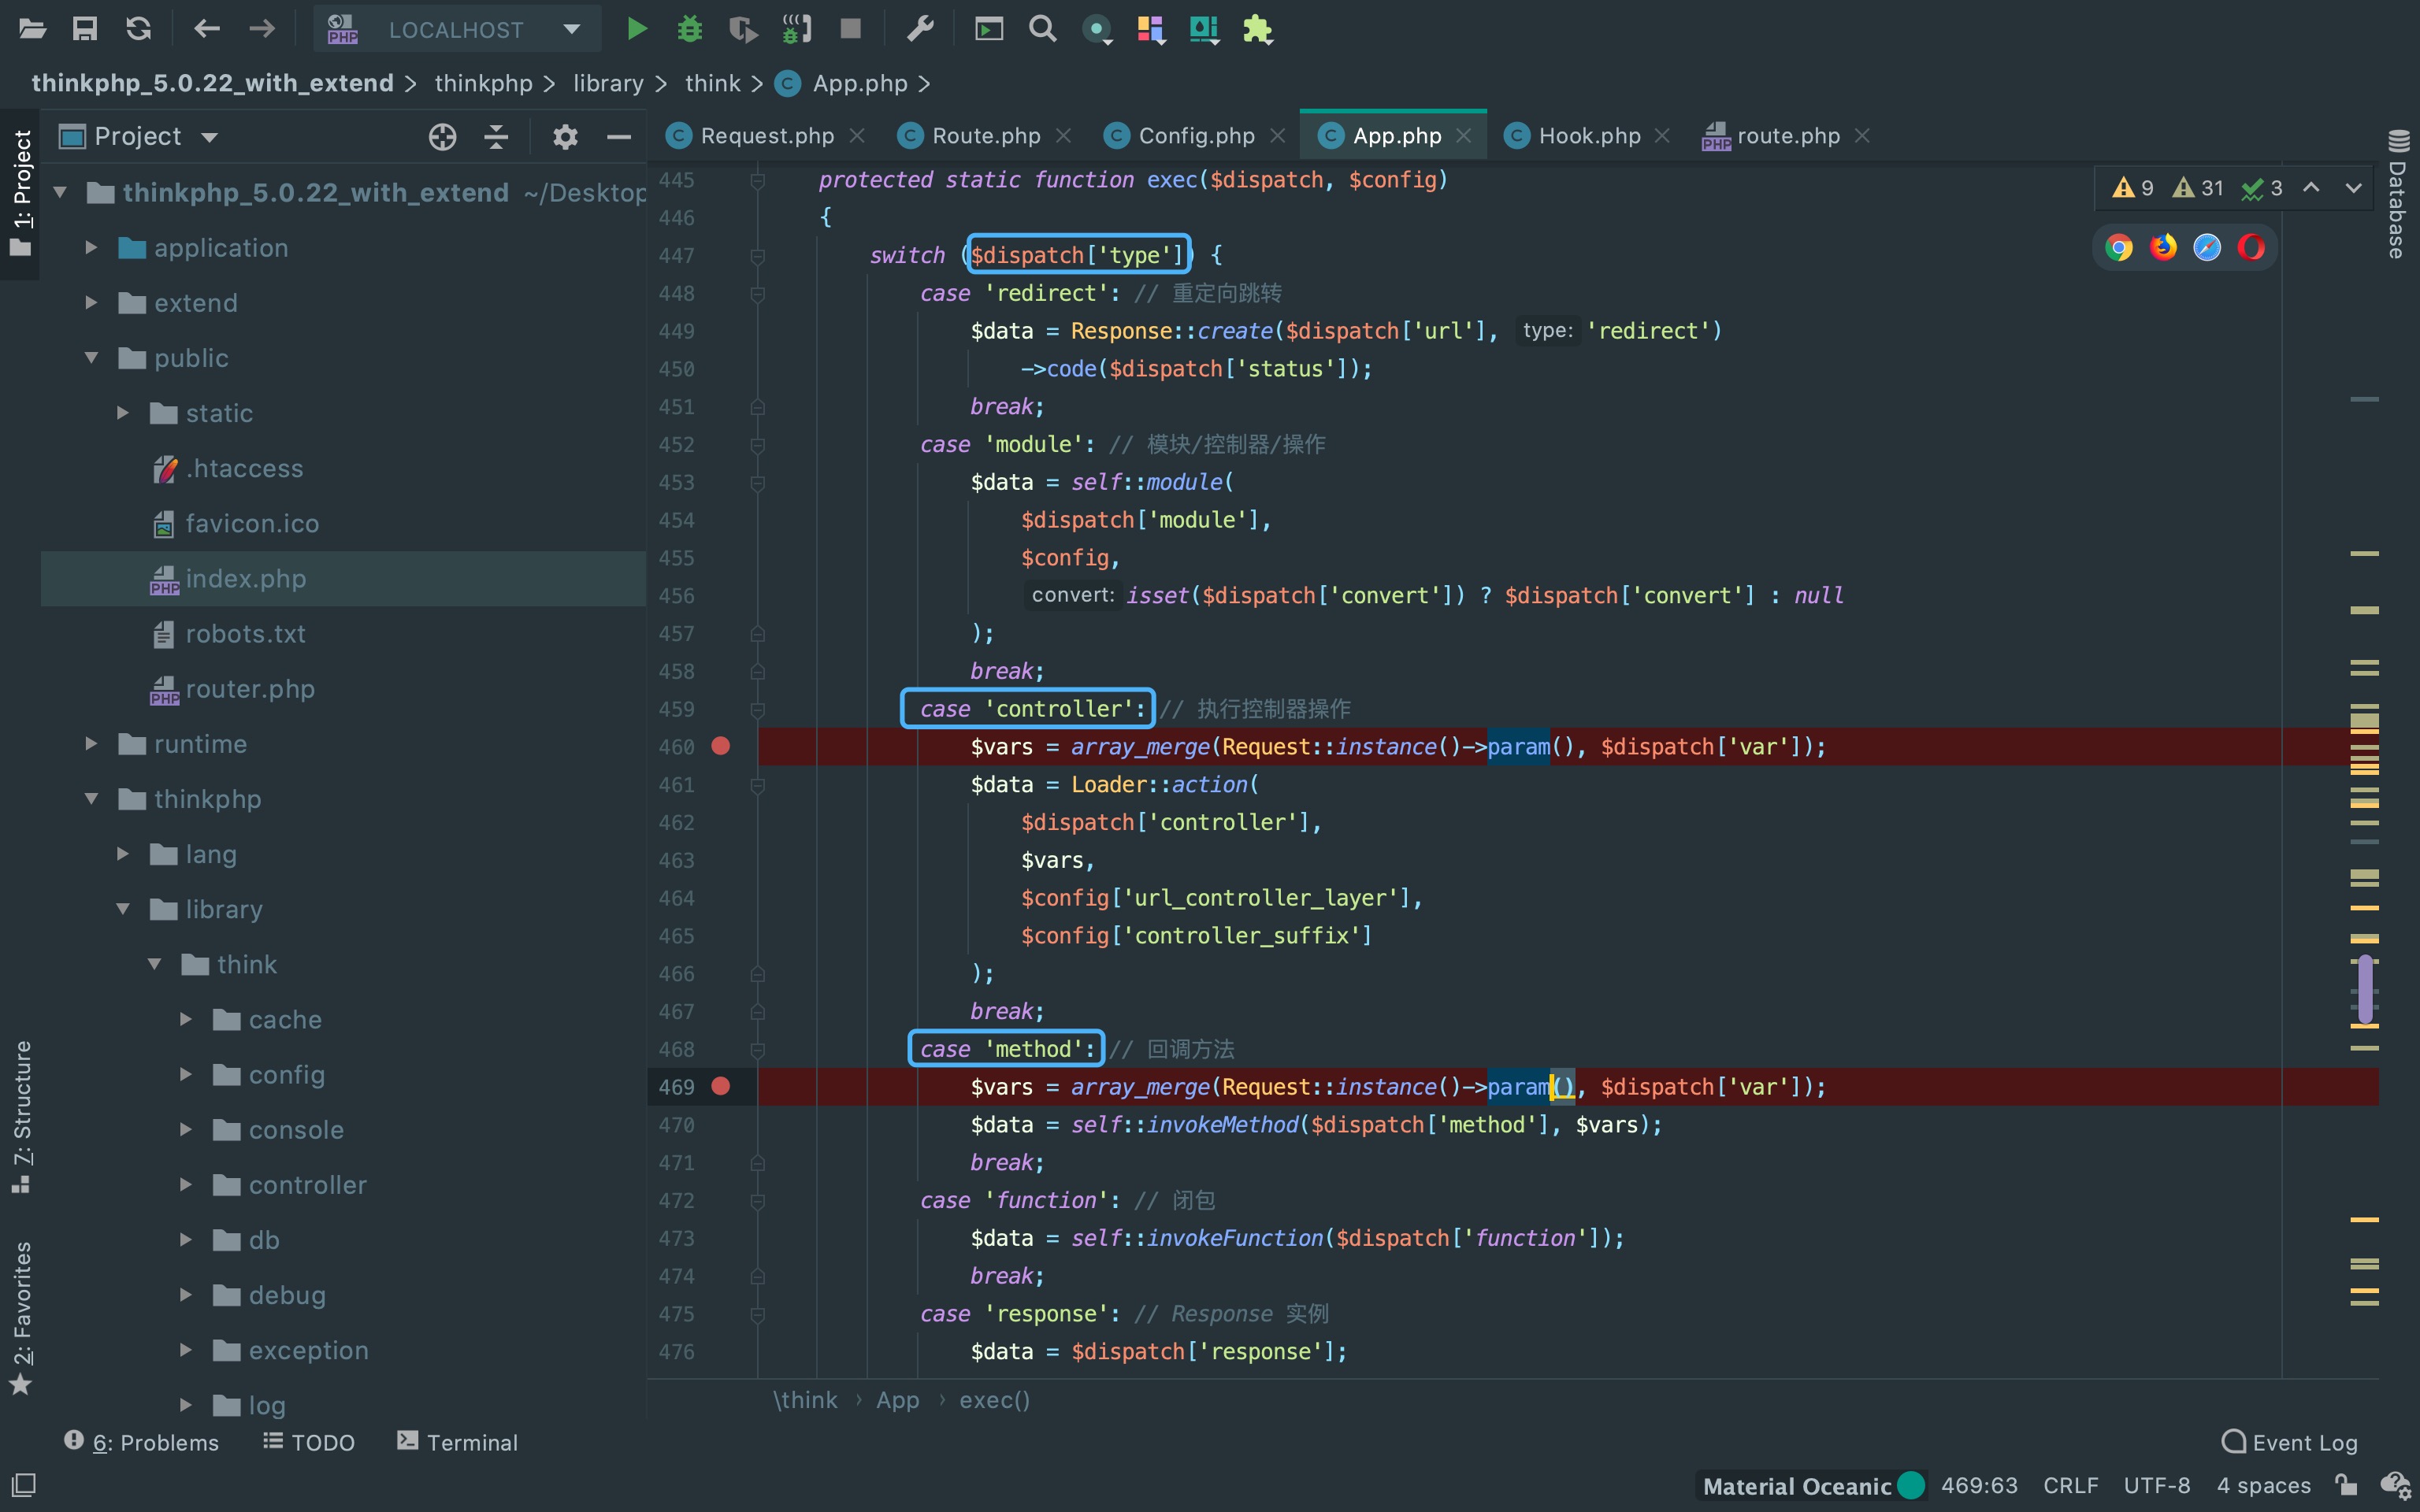 LOCALHOST
thinkphp_5.0.22_with_extend > thinkphp > library > think > App.php >
1: Project
Project
Request.php
Route.php
Config.php
App.php
Hook.php
route.php
Database
thinkphp_5.0.22_with_extend ~/Desktop
application
extend
public
static
.htaccess
favicon.ico
index.php
robots.txt
router.php
runtime
thinkphp
lang
library
think
cache
config
console
controller
db
debug
exception
log
9 31 3
445 protected static function exec($dispatch, $config)
446 {
447 switch ($dispatch['type']) {
448 case 'redirect': // 重定向跳转
449 $data = Response::create($dispatch['url'], type: 'redirect')
450 ->code($dispatch['status']);
451 break;
452 case 'module': // 模块/控制器/操作
453 $data = self::module(
454 $dispatch['module'],
455 $config,
456 convert: isset($dispatch['convert']) ? $dispatch['convert'] : null
457 );
458 break;
459 case 'controller': // 执行控制器操作
460 $vars = array_merge(Request::instance()->param(), $dispatch['var']);
461 $data = Loader::action(
462 $dispatch['controller'],
463 $vars,
464 $config['url_controller_layer'],
465 $config['controller_suffix']
466 );
467 break;
468 case 'method': // 回调方法
469 $vars = array_merge(Request::instance()->param(), $dispatch['var']);
470 $data = self::invokeMethod($dispatch['method'], $vars);
471 break;
472 case 'function': // 闭包
473 $data = self::invokeFunction($dispatch['function']);
474 break;
475 case 'response': // Response 实例
476 $data = $dispatch['response'];
\think › App › exec()
7: Structure
2: Favorites
6: Problems
TODO
Terminal
Event Log
Material Oceanic 469:63 CRLF UTF-8 4 spaces